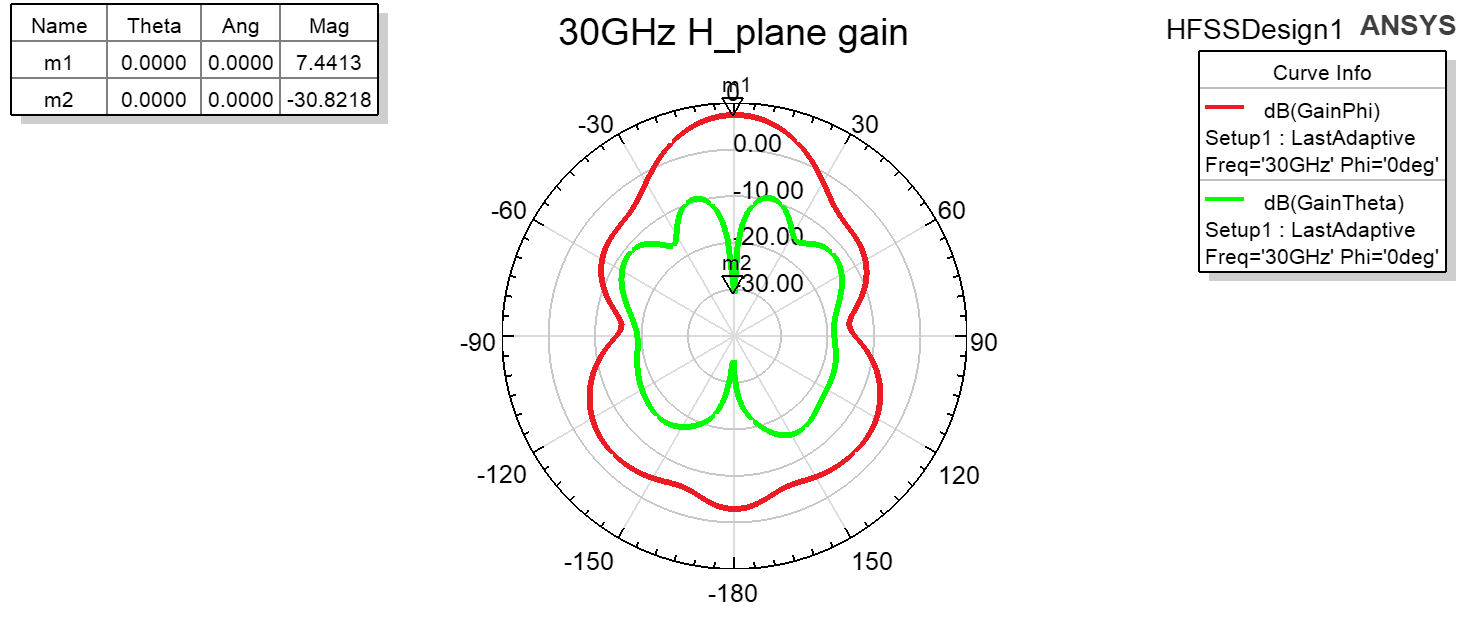 Name Theta Ang Mag
m1 0.0000 0.0000 7.4413
m2 0.0000 0.0000 -30.8218
30GHz H_plane gain
HFSSDesign1 ANSYS
Curve Info
dB(GainPhi)
Setup1 : LastAdaptive
Freq='30GHz' Phi='0deg'
dB(GainTheta)
Setup1 : LastAdaptive
Freq='30GHz' Phi='0deg'
m1
0
-30 30
0.00
-10.00
-60 60
-20.00
m2
-30.00
-90 90
-120 120
-150 150
-180